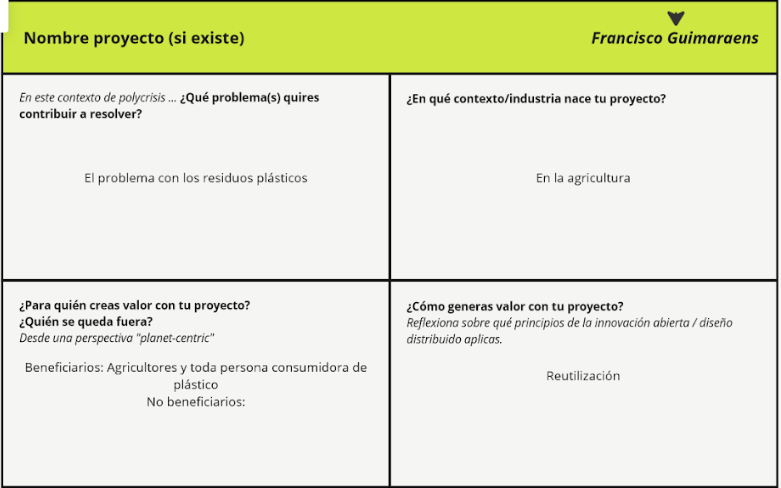 Nombre proyecto (si existe)
Francisco Guimaraens
En este contexto de polycrisis ... ¿Qué problema(s) quires
contribuir a resolver?
El problema con los residuos plásticos
¿En qué contexto/industria nace tu proyecto?
En la agricultura
¿Para quién creas valor con tu proyecto?
¿Quién se queda fuera?
Desde una perspectiva "planet-centric"
Beneficiarios: Agricultores y toda persona consumidora de
plástico
No beneficiarios:
¿Cómo generas valor con tu proyecto?
Reflexiona sobre qué principios de la innovación abierta / diseño
distribuido aplicas.
Reutilización